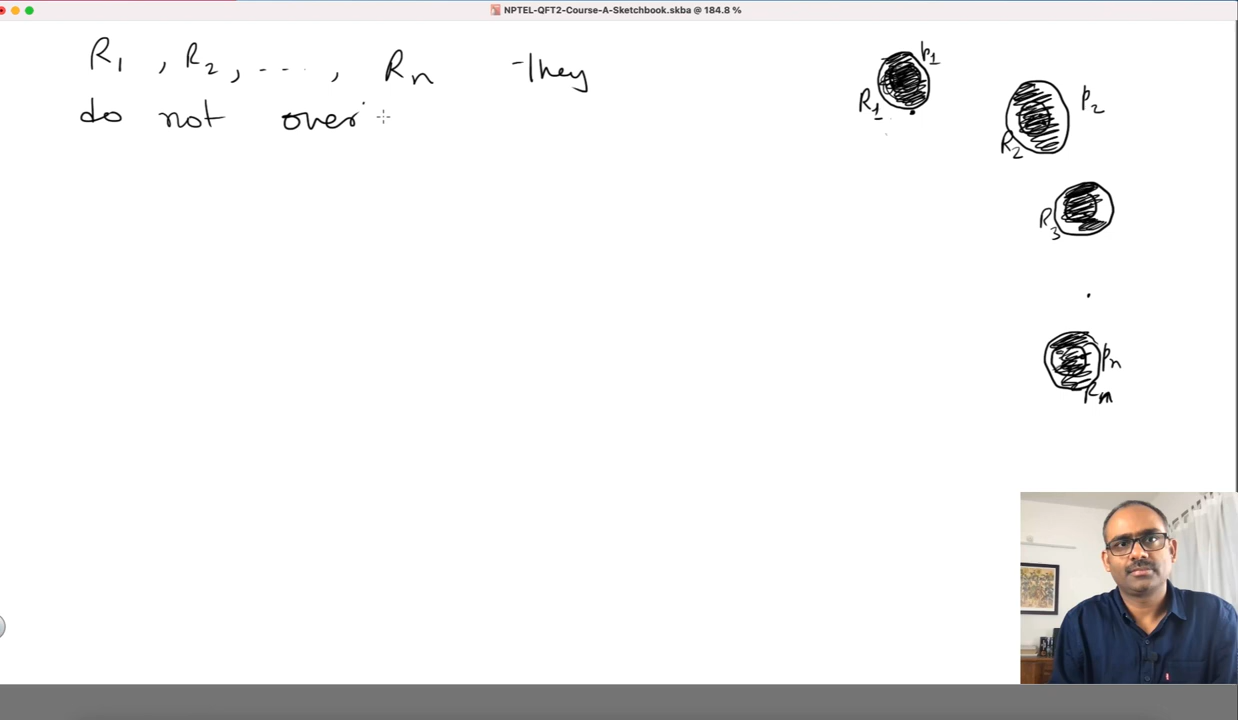 NPTEL-QFT2-Course-A-Sketchbook.skba @ 184.8 %
R₁ , R₂ , ... , Rₙ They
do not over
p₁
R₁
p₂
R₂
R₃
pₙ
Rₙ